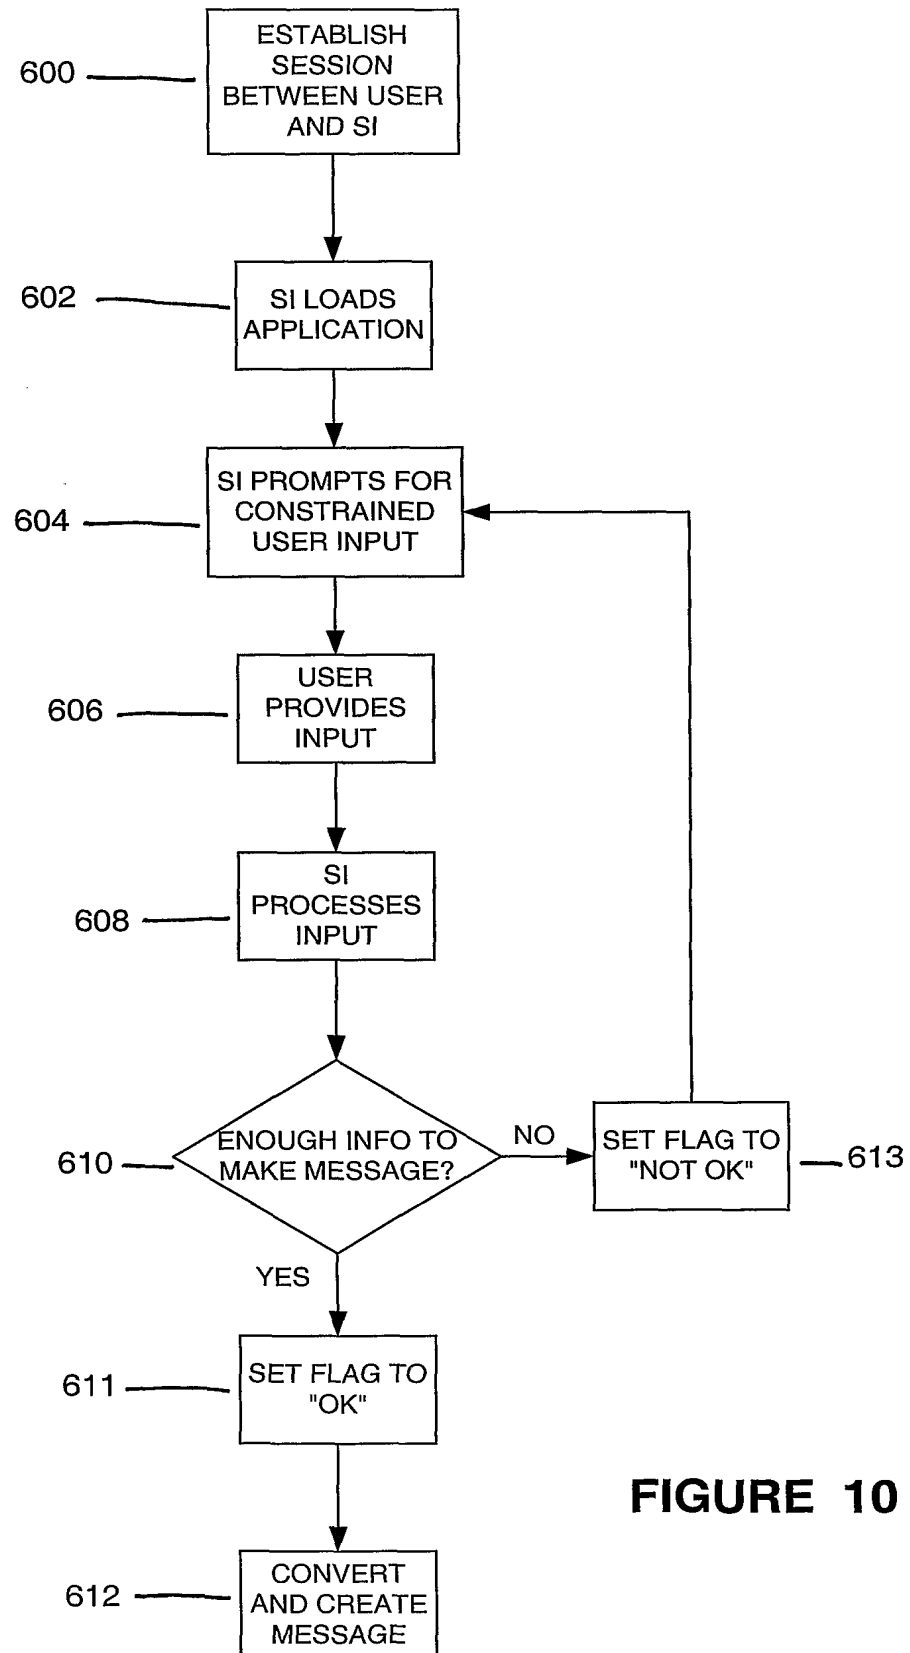 ESTABLISH
SESSION
BETWEEN USER
AND SI
600
SI LOADS
APPLICATION
602
SI PROMPTS FOR
CONSTRAINED
USER INPUT
604
USER
PROVIDES
INPUT
606
SI
PROCESSES
INPUT
608
ENOUGH INFO TO
MAKE MESSAGE?
610
NO
SET FLAG TO
"NOT OK"
613
YES
SET FLAG TO
"OK"
611
FIGURE 10
CONVERT
AND CREATE
MESSAGE
612